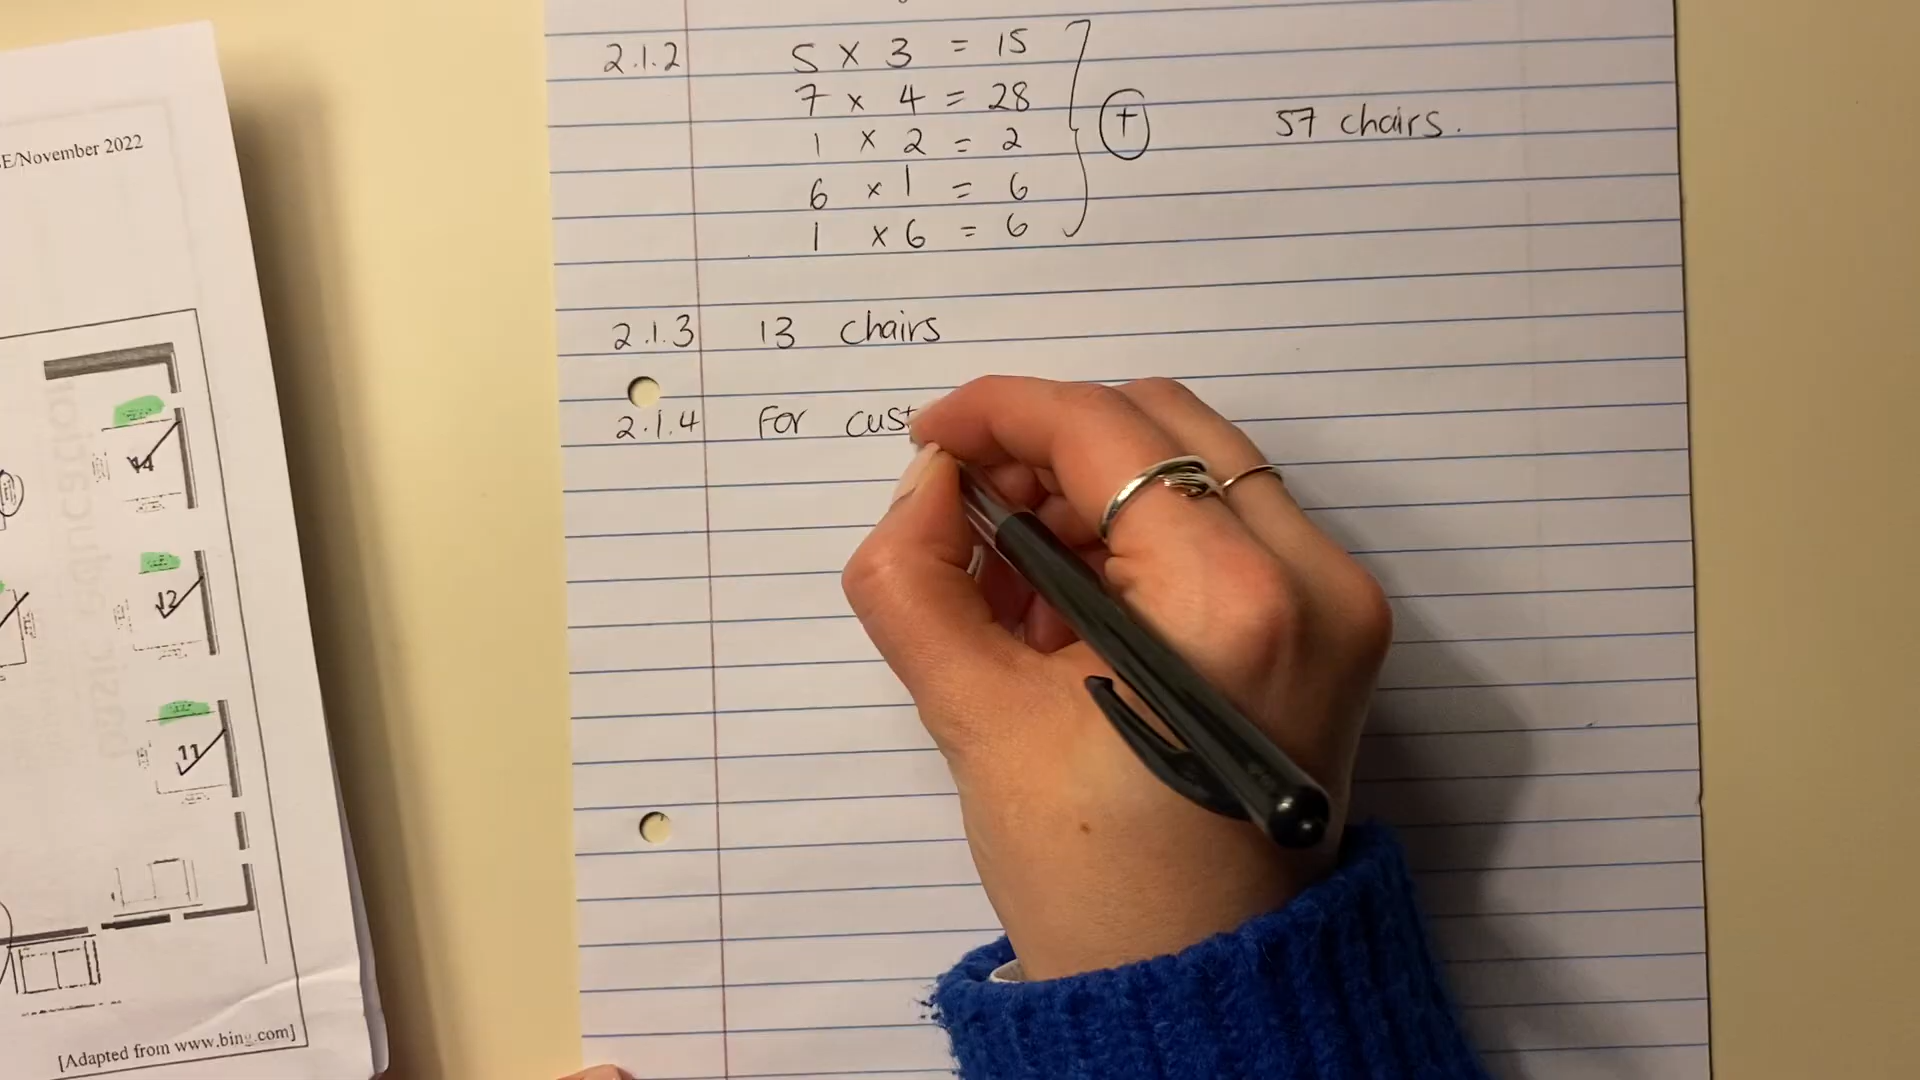 E/November 2022
14
12
11
[Adapted from www.bing.com]
2.1.2 5 × 3 = 15
7 × 4 = 28
1 × 2 = 2
6 × 1 = 6
1 × 6 = 6
+ 57 chairs.
2.1.3 13 chairs
2.1.4 For cust